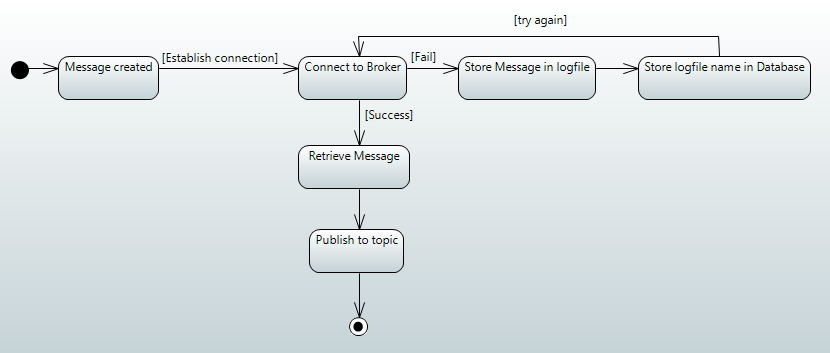 [try again]
Message created
[Establish connection]
Connect to Broker
[Fail]
Store Message in logfile
Store logfile name in Database
[Success]
Retrieve Message
Publish to topic